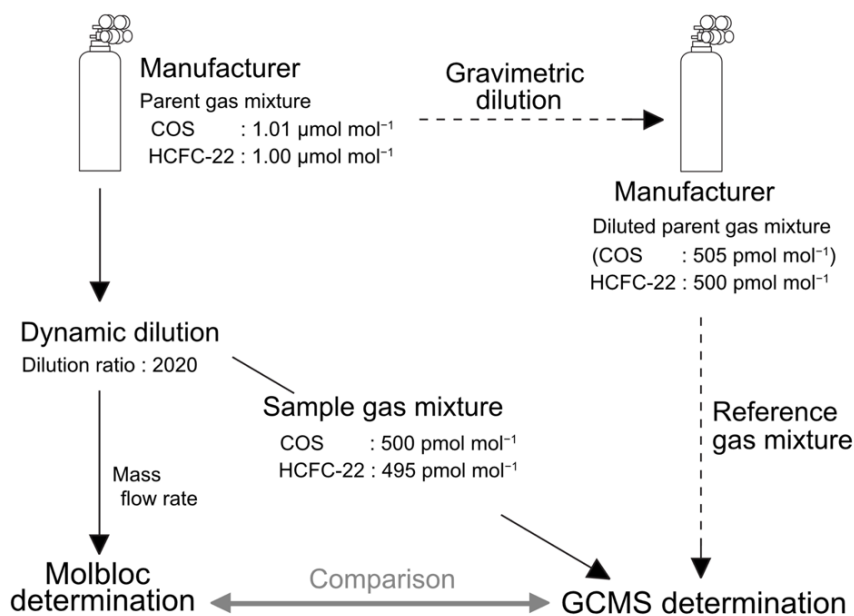 Manufacturer
Parent gas mixture
COS : 1.01 μmol mol⁻¹
HCFC-22 : 1.00 μmol mol⁻¹
Gravimetric
dilution
Manufacturer
Diluted parent gas mixture
(COS : 505 pmol mol⁻¹)
HCFC-22 : 500 pmol mol⁻¹
Dynamic dilution
Dilution ratio : 2020
Sample gas mixture
COS : 500 pmol mol⁻¹
HCFC-22 : 495 pmol mol⁻¹
Reference
gas mixture
Mass
flow rate
Molbloc
determination
Comparison
GCMS determination